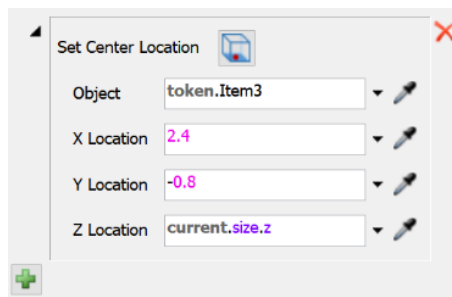 Set Center Location
Object token.Item3
X Location 2.4
Y Location -0.8
Z Location current.size.z